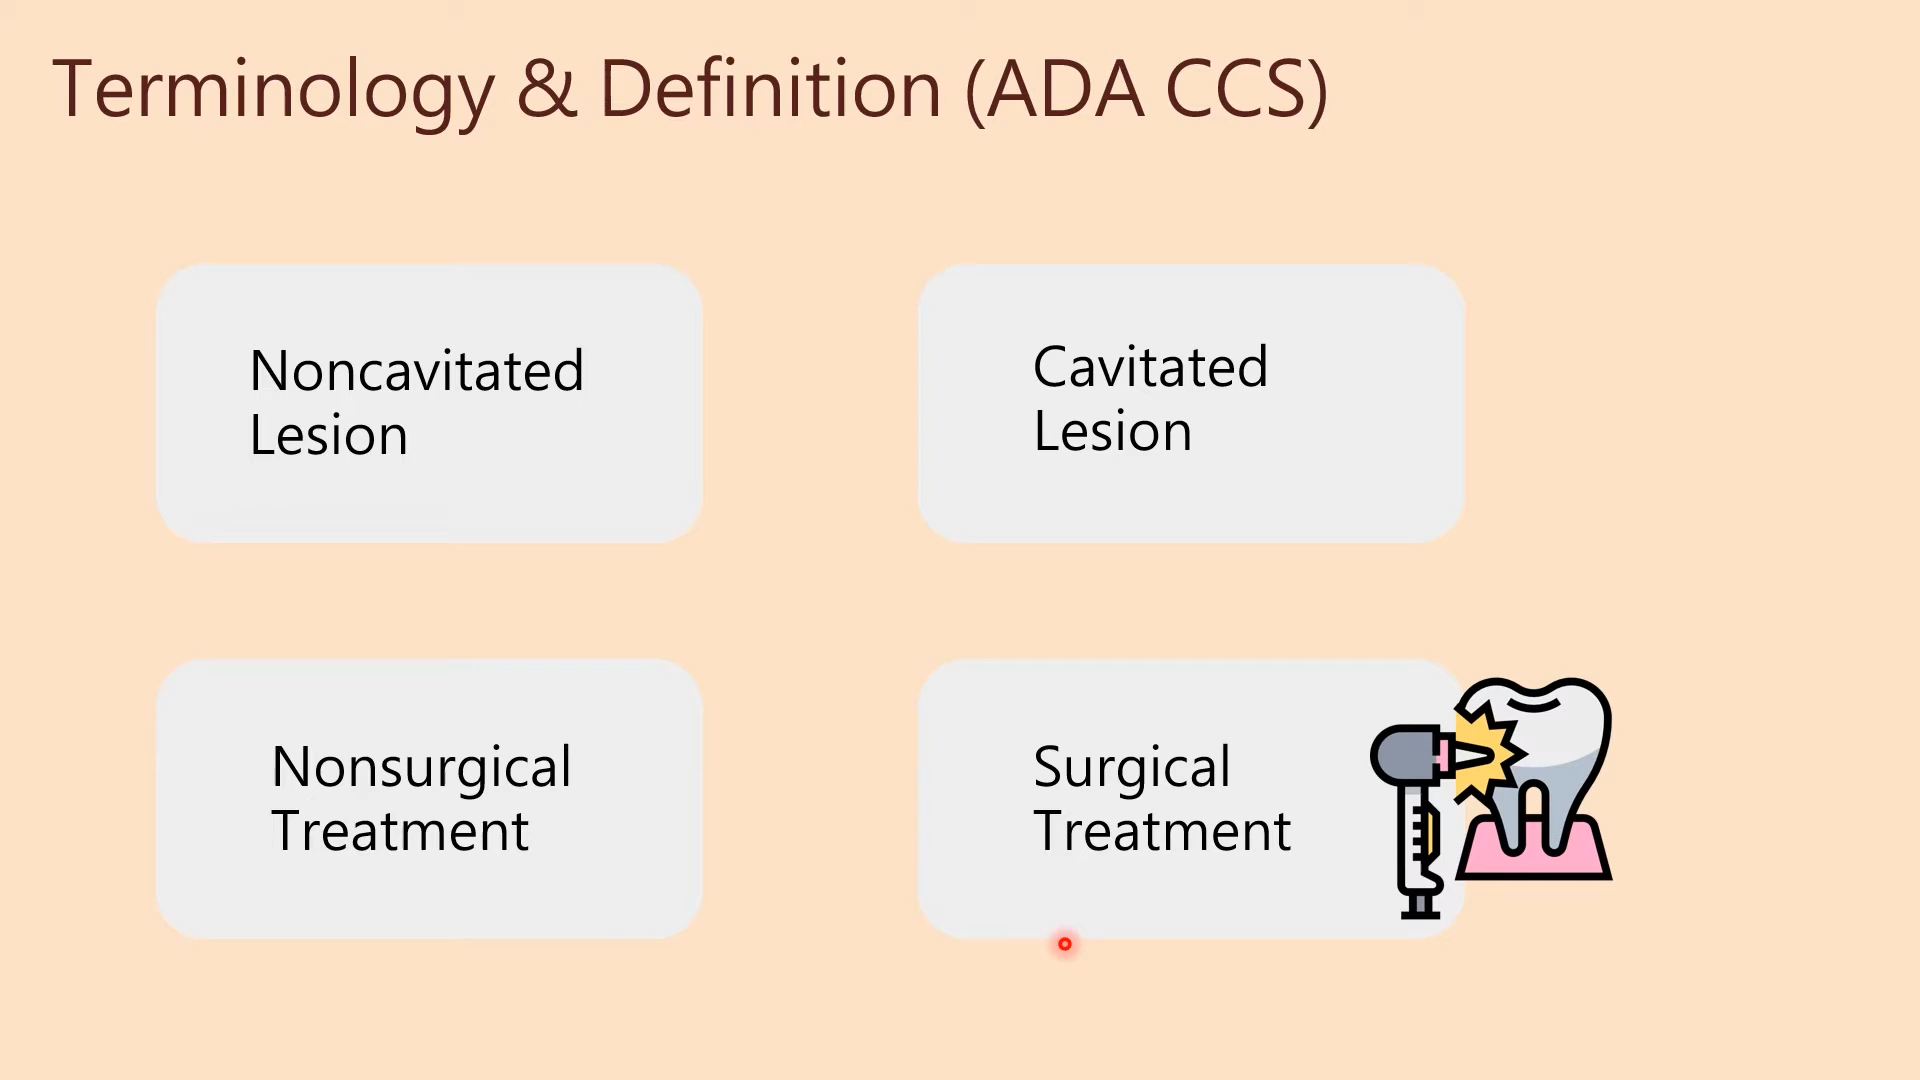 Terminology & Definition (ADA CCS)
Noncavitated
Lesion
Cavitated
Lesion
Nonsurgical
Treatment
Surgical
Treatment